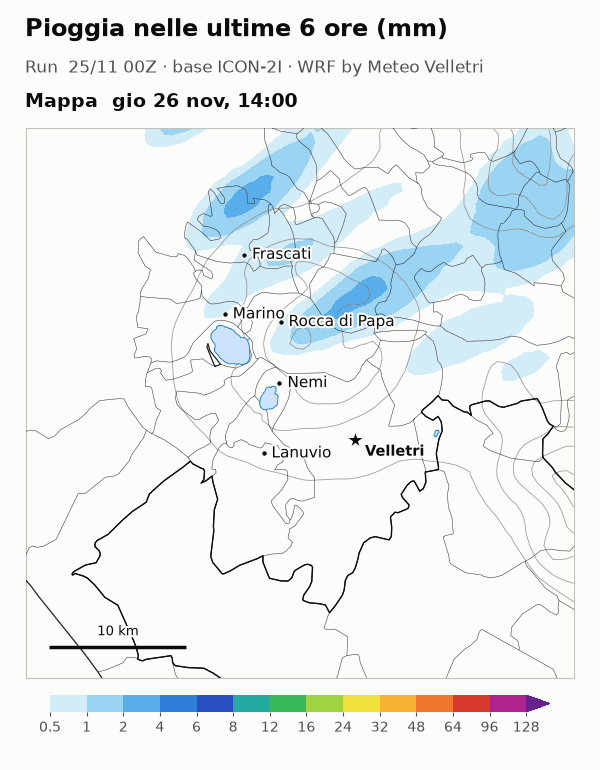 Pioggia nelle ultime 6 ore (mm)
Run  25/11 00Z · base ICON-2I · WRF by Meteo Velletri
Mappa  gio 26 nov, 14:00
Frascati
Marino
Rocca di Papa
Nemi
Velletri
Lanuvio
10 km
0.5 1 2 4 6 8 12 16 24 32 48 64 96 128